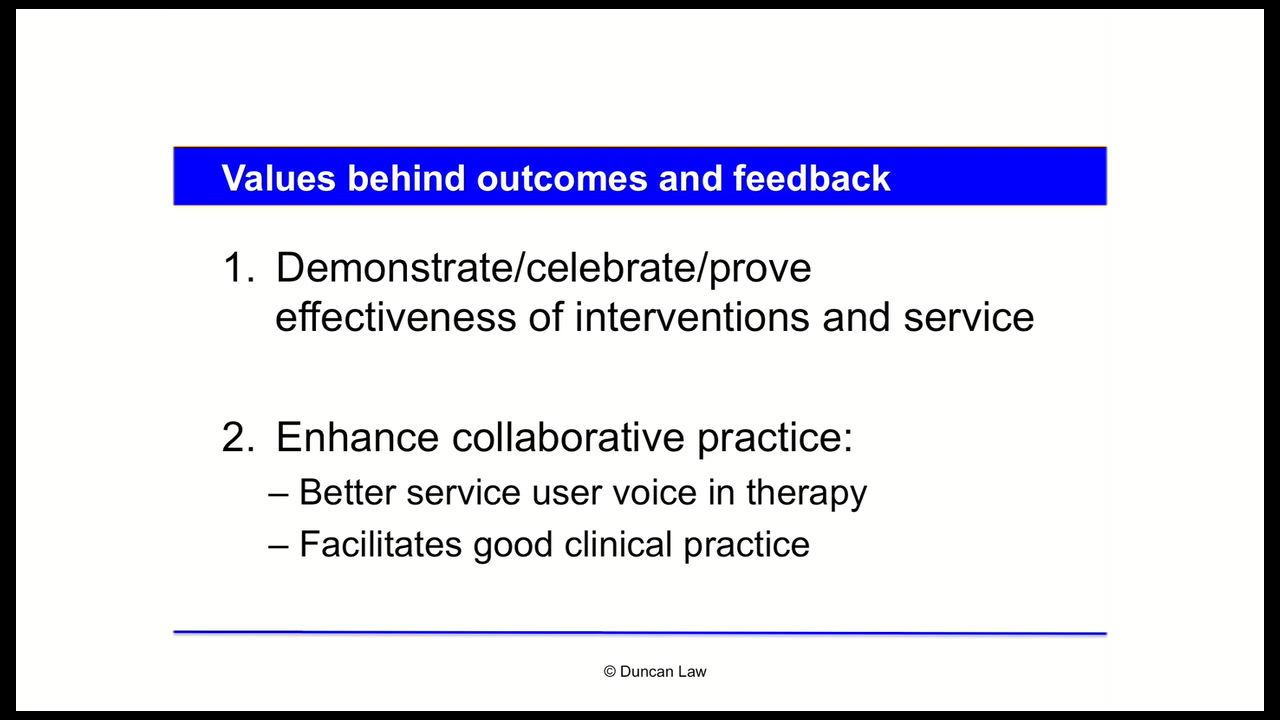 Values behind outcomes and feedback
1. Demonstrate/celebrate/prove
effectiveness of interventions and service
2. Enhance collaborative practice:
– Better service user voice in therapy
– Facilitates good clinical practice
© Duncan Law